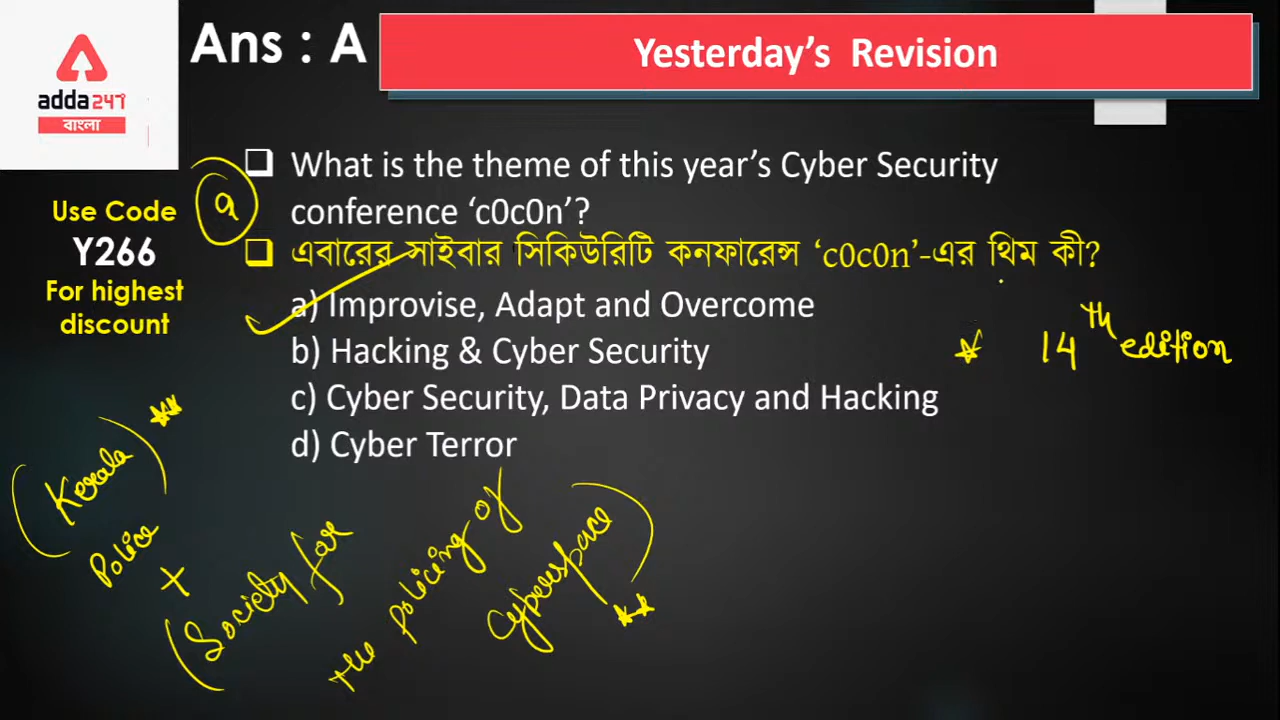 Ans : A
Yesterday's Revision
adda247
বাংলা
Use Code
Y266
For highest
discount
9
What is the theme of this year's Cyber Security
conference 'c0c0n'?
এবারের সাইবার সিকিউরিটি কনফারেন্স 'c0c0n'-এর থিম কী?
a) Improvise, Adapt and Overcome
b) Hacking & Cyber Security
c) Cyber Security, Data Privacy and Hacking
d) Cyber Terror
14th edition
(Kerala)
Police
+
(Society for
the policing of
Cyberspace)